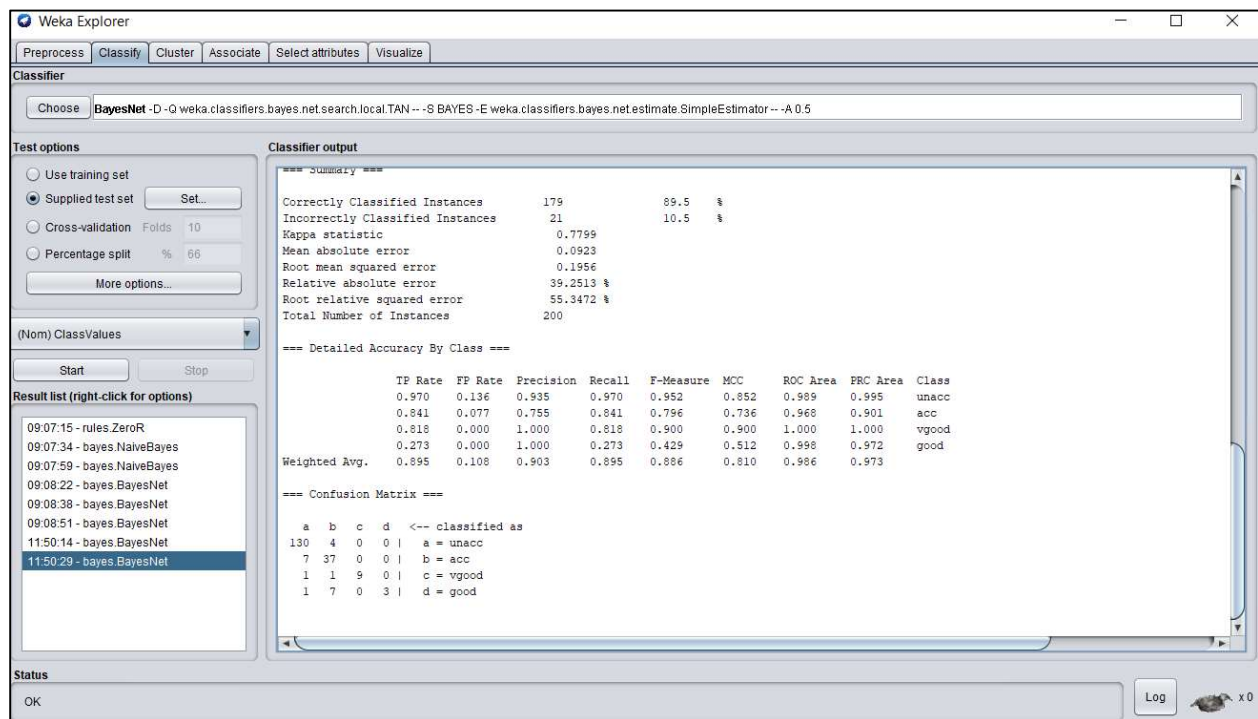 Weka Explorer
Preprocess Classify Cluster Associate Select attributes Visualize
Classifier
Choose BayesNet -D -Q weka.classifiers.bayes.net.search.local.TAN -- -S BAYES -E weka.classifiers.bayes.net.estimate.SimpleEstimator -- -A 0.5
Test options
Use training set
Supplied test set Set...
Cross-validation Folds 10
Percentage split % 66
More options...
(Nom) ClassValues
Start Stop
Result list (right-click for options)
09:07:15 - rules.ZeroR
09:07:34 - bayes.NaiveBayes
09:07:59 - bayes.NaiveBayes
09:08:22 - bayes.BayesNet
09:08:38 - bayes.BayesNet
09:08:51 - bayes.BayesNet
11:50:14 - bayes.BayesNet
11:50:29 - bayes.BayesNet
Classifier output
=== Summary ===
Correctly Classified Instances 179 89.5 %
Incorrectly Classified Instances 21 10.5 %
Kappa statistic 0.7799
Mean absolute error 0.0923
Root mean squared error 0.1956
Relative absolute error 39.2513 %
Root relative squared error 55.3472 %
Total Number of Instances 200
=== Detailed Accuracy By Class ===
TP Rate FP Rate Precision Recall F-Measure MCC ROC Area PRC Area Class
0.970 0.136 0.935 0.970 0.952 0.852 0.989 0.995 unacc
0.841 0.077 0.755 0.841 0.796 0.736 0.968 0.901 acc
0.818 0.000 1.000 0.818 0.900 0.900 1.000 1.000 vgood
0.273 0.000 1.000 0.273 0.429 0.512 0.998 0.972 good
Weighted Avg. 0.895 0.108 0.903 0.895 0.886 0.810 0.986 0.973
=== Confusion Matrix ===
a b c d <-- classified as
130 4 0 0 | a = unacc
7 37 0 0 | b = acc
1 1 9 0 | c = vgood
1 7 0 3 | d = good
Status
OK
Log x 0